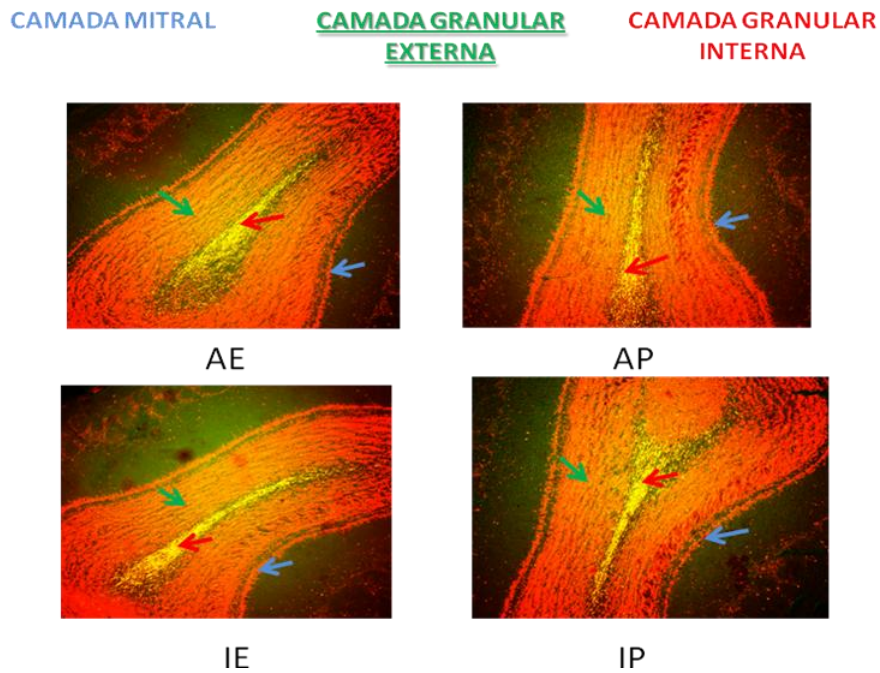 CAMADA MITRAL
CAMADA GRANULAR
EXTERNA
CAMADA GRANULAR
INTERNA
AE
AP
IE
IP